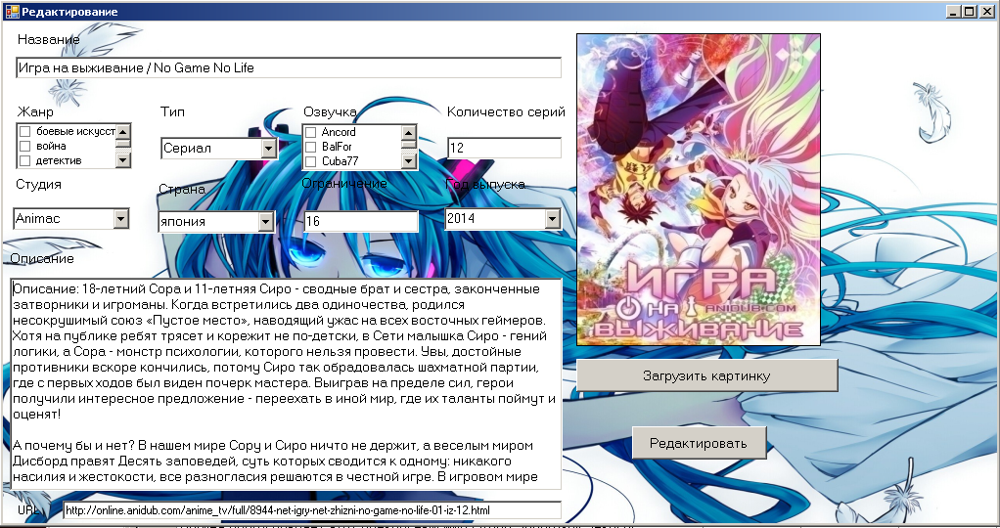 Редактирование
Название
Игра на выживание / No Game No Life
Жанр
Тип
Озвучка
Количество серий
боевые искусст
война
детектив
Сериал
Ancord
BalFor
Cuba77
12
Студия
Страна
Ограничение
Год выпуска
Animac
япония
16
2014
Описание
Описание: 18-летний Сора и 11-летняя Сиро - сводные брат и сестра, законченные
затворники и игроманы. Когда встретились два одиночества, родился
несокрушимый союз «Пустое место», наводящий ужас на всех восточных геймеров.
Хотя на публике ребят трясет и корежит не по-детски, в Сети малышка Сиро - гений
логики, а Сора - монстр психологии, которого нельзя провести. Увы, достойные
противники вскоре кончились, потому Сиро так обрадовалась шахматной партии,
где с первых ходов был виден почерк мастера. Выиграв на пределе сил, герои
получили интересное предложение - переехать в иной мир, где их таланты поймут и
оценят!
А почему бы и нет? В нашем мире Сору и Сиро ничто не держит, а веселым миром
Дисборд правят Десять заповедей, суть которых сводится к одному: никакого
насилия и жестокости, все разногласия решаются в честной игре. В игровом мире
URL
http://online.anidub.com/anime_tv/full/8944-net-igry-net-zhizni-no-game-no-life-01-iz-12.html
ИГРА
НА
ANIDUB.COM
ВЫЖИВАНИЕ
Загрузить картинку
Редактировать